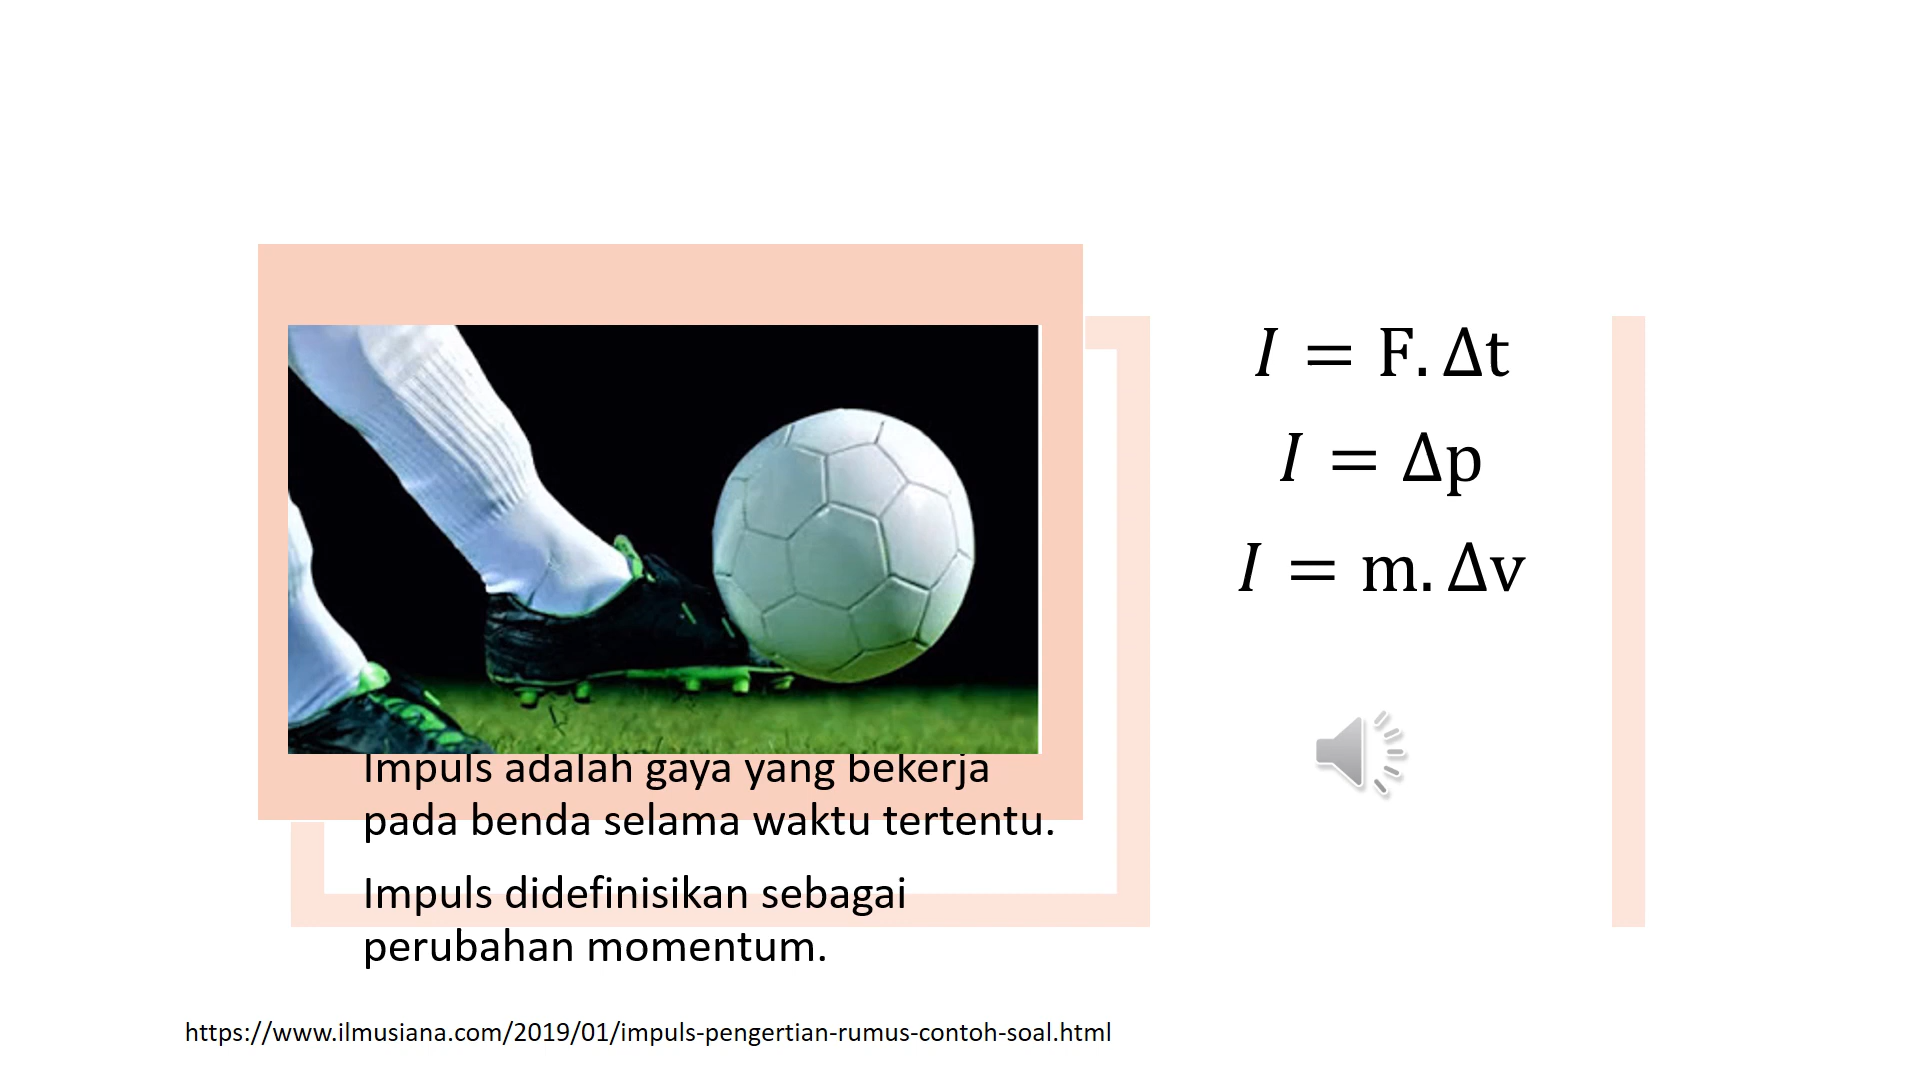 Impuls adalah gaya yang bekerja
pada benda selama waktu tertentu.
Impuls didefinisikan sebagai
perubahan momentum.
I = F. Δt
I = Δp
I = m. Δv
https://www.ilmusiana.com/2019/01/impuls-pengertian-rumus-contoh-soal.html